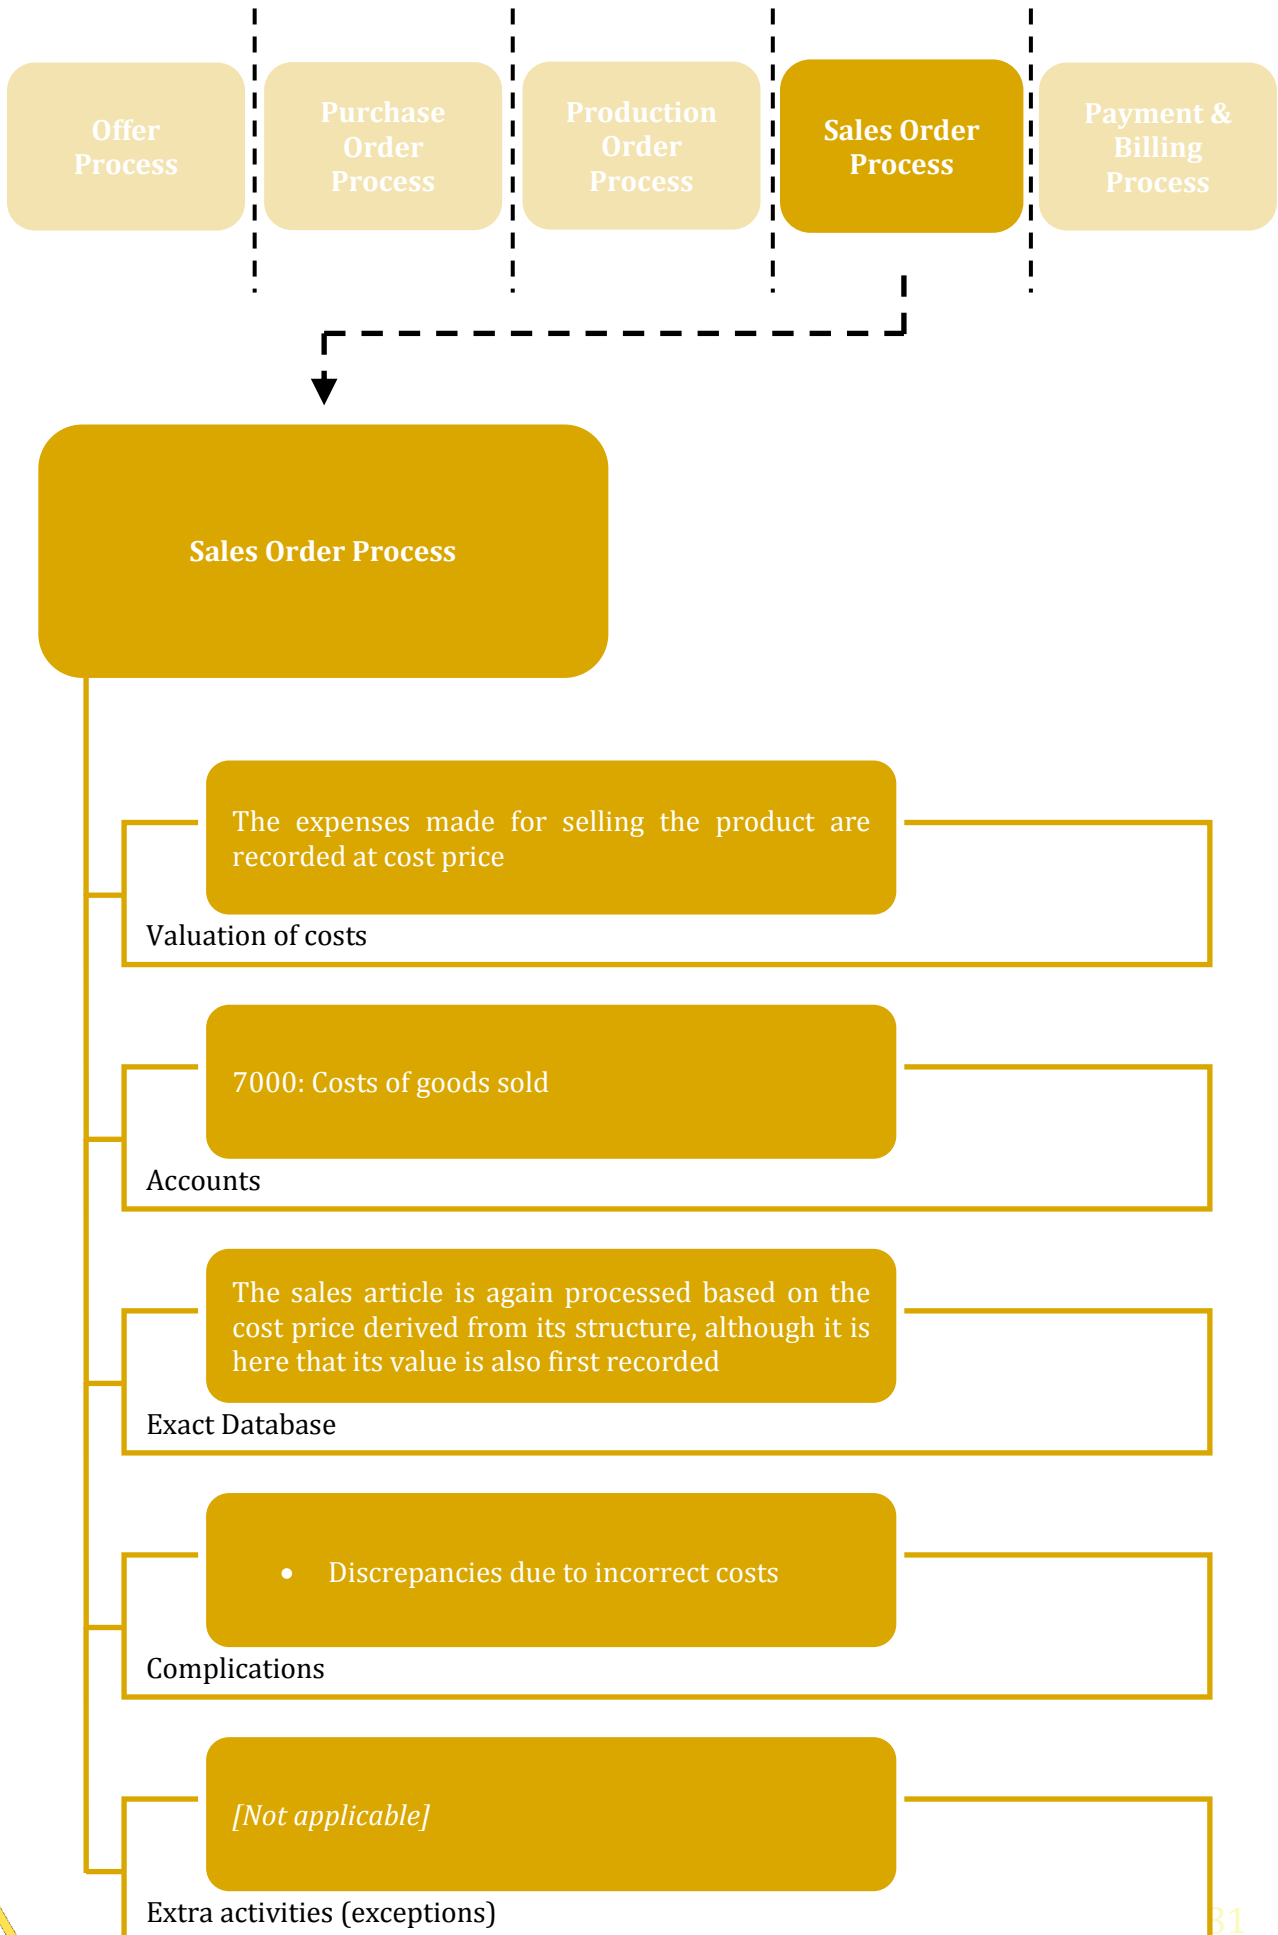 Offer
Process
Purchase
Order
Process
Production
Order
Process
Sales Order
Process
Payment &
Billing
Process
Sales Order Process
The expenses made for selling the product are
recorded at cost price
Valuation of costs
7000: Costs of goods sold
Accounts
The sales article is again processed based on the
cost price derived from its structure, although it is
here that its value is also first recorded
Exact Database
• Discrepancies due to incorrect costs
Complications
[Not applicable]
Extra activities (exceptions)
31